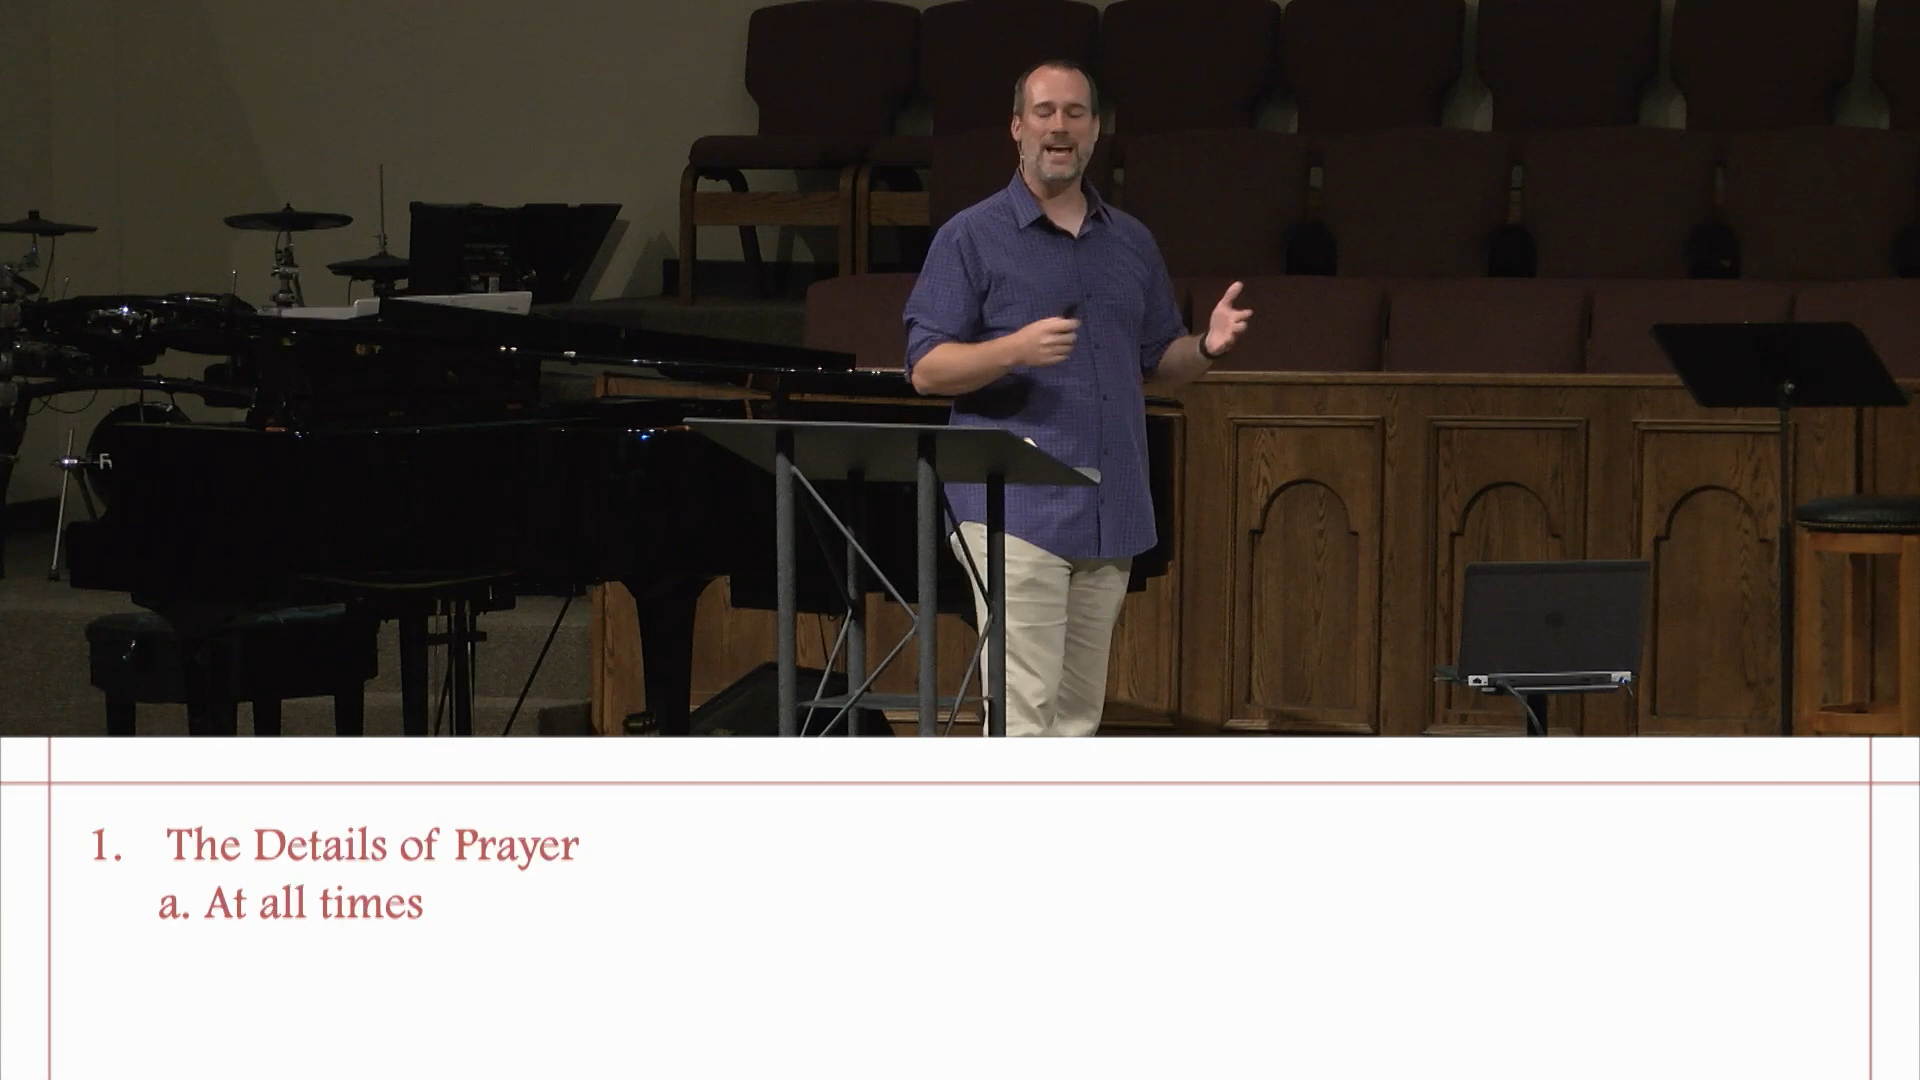 1. The Details of Prayer
a. At all times